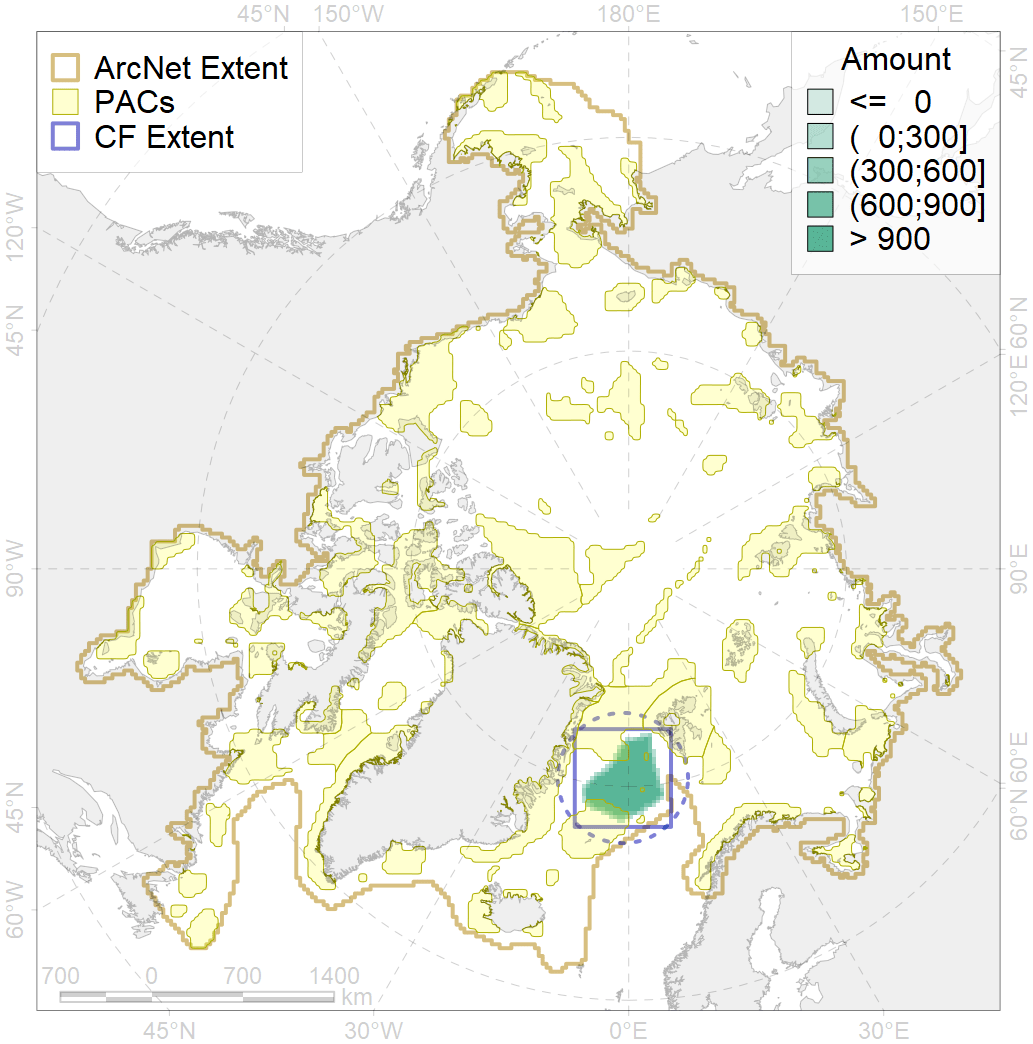 45°N 150°W 180°E 150°E
ArcNet Extent
PACs
CF Extent
Amount
<= 0
( 0;300]
(300;600]
(600;900]
> 900
45°N
120°W
60°N
45°N
120°E
90°W
90°E
60°E
45°N
60°N
60°W
700 0 700 1400
km
45°N 30°W 0°E 30°E